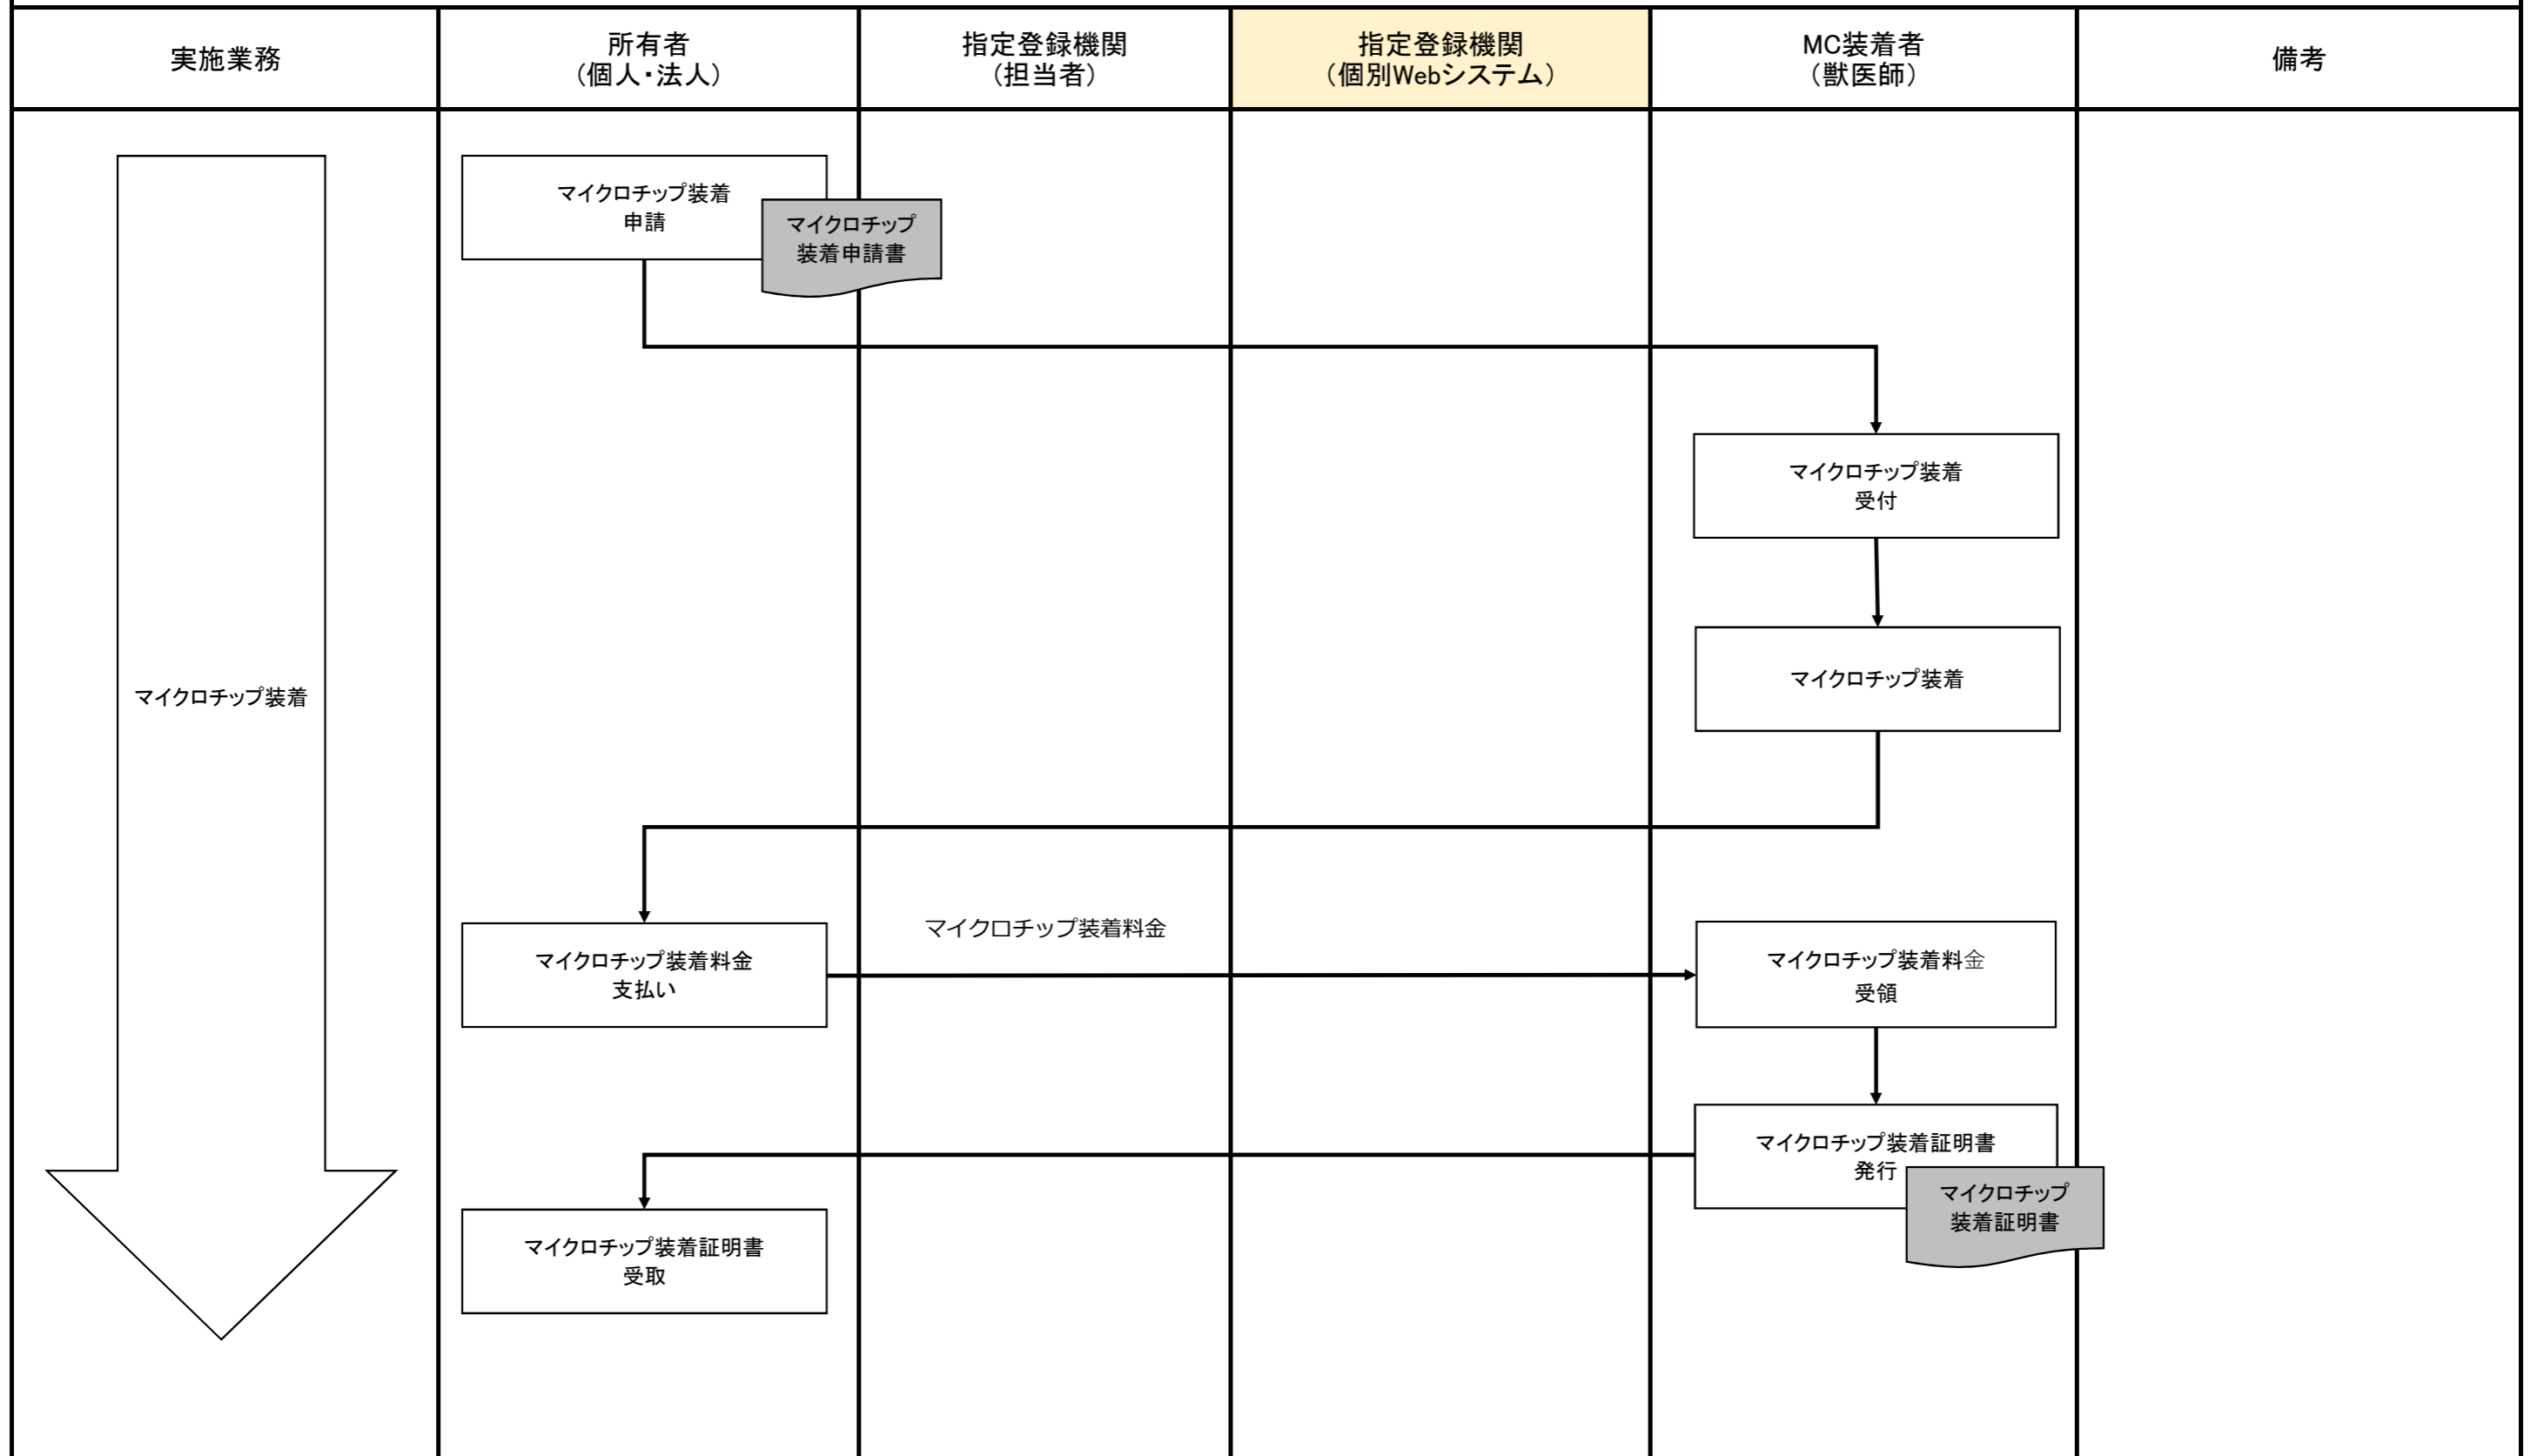 実施業務
所有者
（個人・法人）
指定登録機関
（担当者）
指定登録機関
（個別Webシステム）
MC装着者
（獣医師）
備考
マイクロチップ装着
申請
マイクロチップ
装着申請書
マイクロチップ装着
受付
マイクロチップ装着
マイクロチップ装着
マイクロチップ装着料金
支払い
マイクロチップ装着料金
マイクロチップ装着料金
受領
マイクロチップ装着証明書
発行
マイクロチップ
装着証明書
マイクロチップ装着証明書
受取